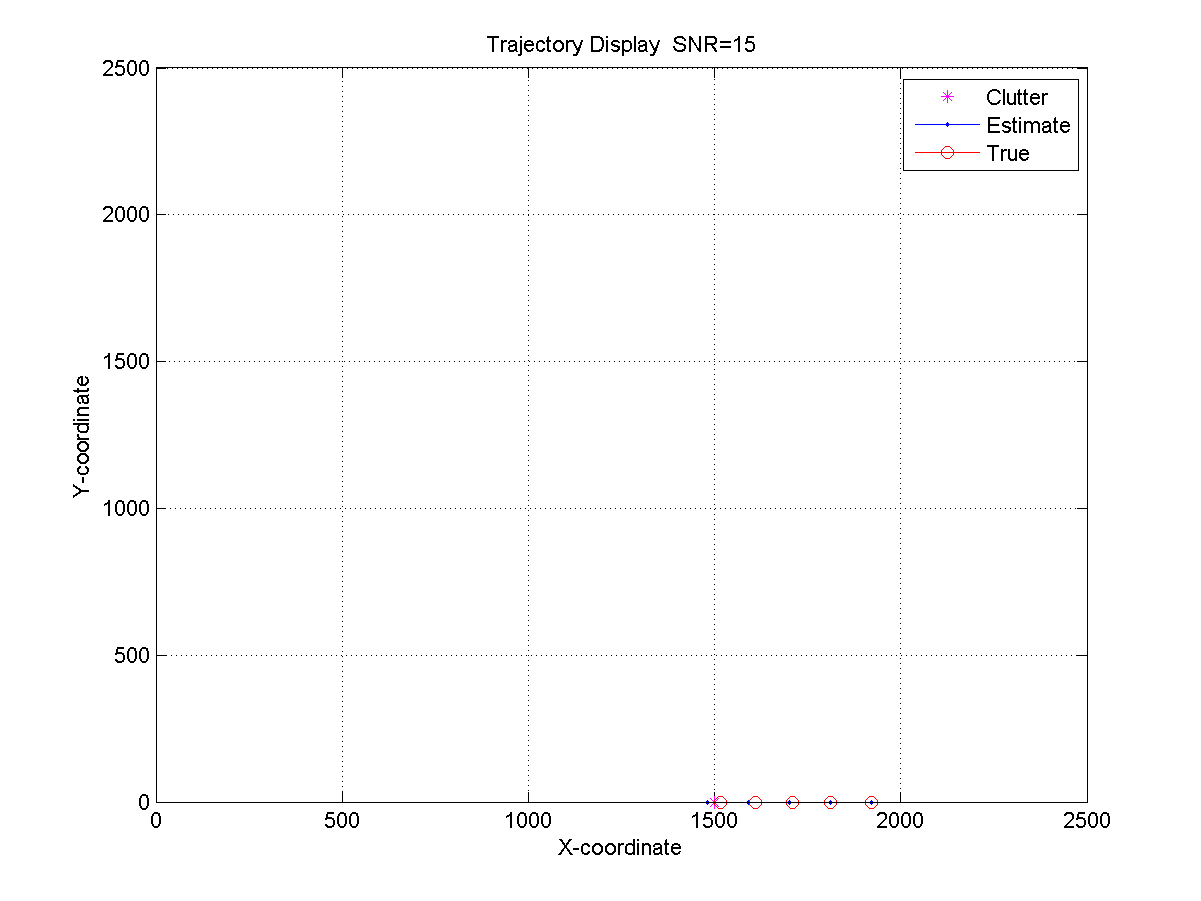 Trajectory Display  SNR=15
2500
2000
1500
1000
500
0
Y-coordinate
Clutter
Estimate
True
0 500 1000 1500 2000 2500
X-coordinate